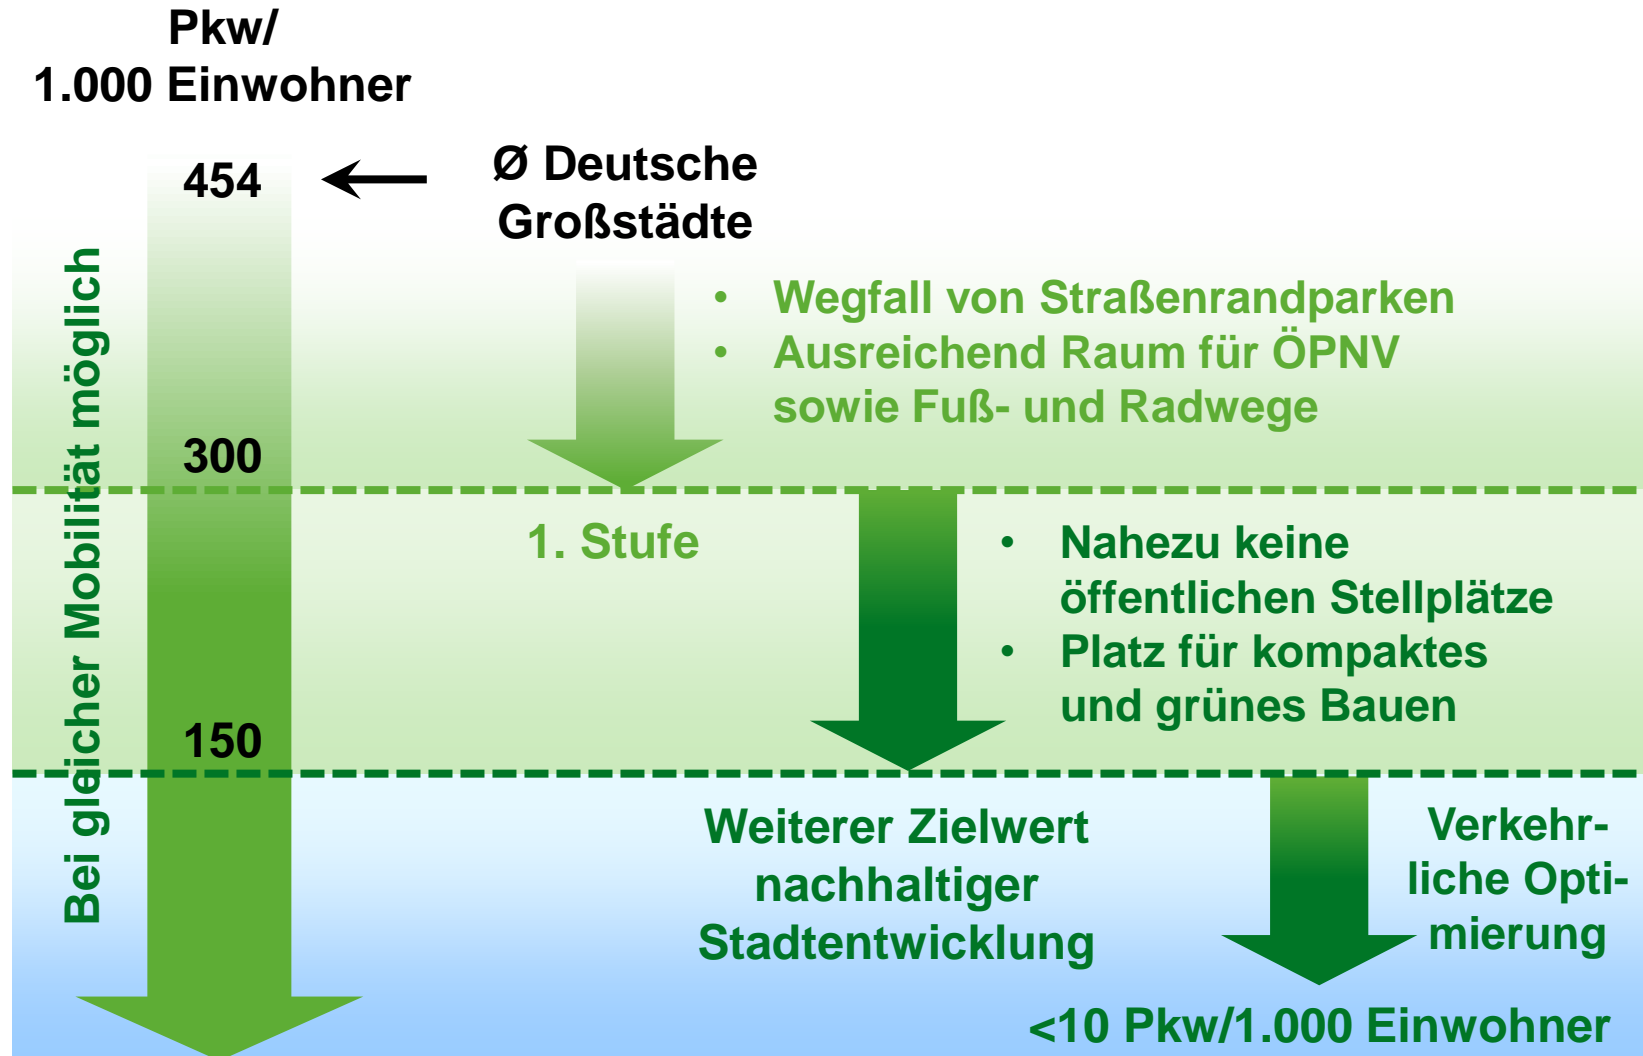 Pkw/
1.000 Einwohner
454
Ø Deutsche
Großstädte
Bei gleicher Mobilität möglich
• Wegfall von Straßenrandparken
• Ausreichend Raum für ÖPNV
sowie Fuß- und Radwege
300
1. Stufe
• Nahezu keine
öffentlichen Stellplätze
• Platz für kompaktes
und grünes Bauen
150
Weiterer Zielwert
nachhaltiger
Stadtentwicklung
Verkehr-
liche Opti-
mierung
<10 Pkw/1.000 Einwohner